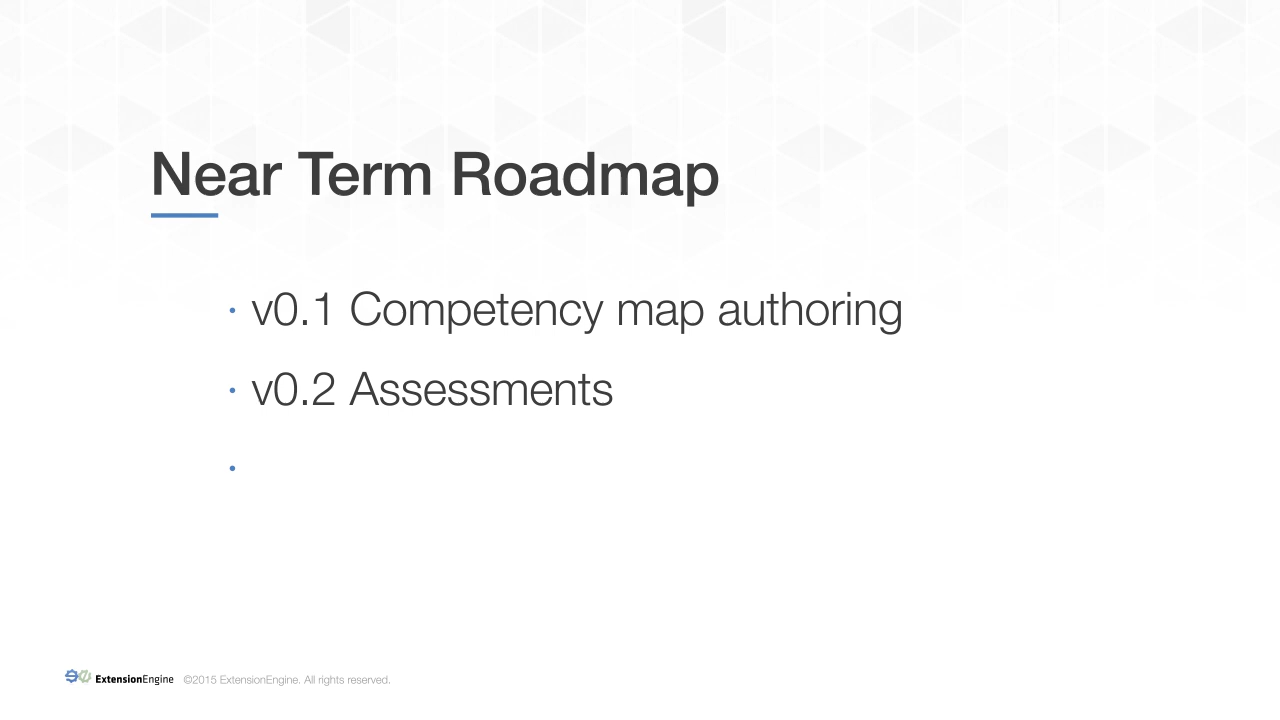 Near Term Roadmap
• v0.1 Competency map authoring
• v0.2 Assessments
•
ExtensionEngine ©2015 ExtensionEngine. All rights reserved.